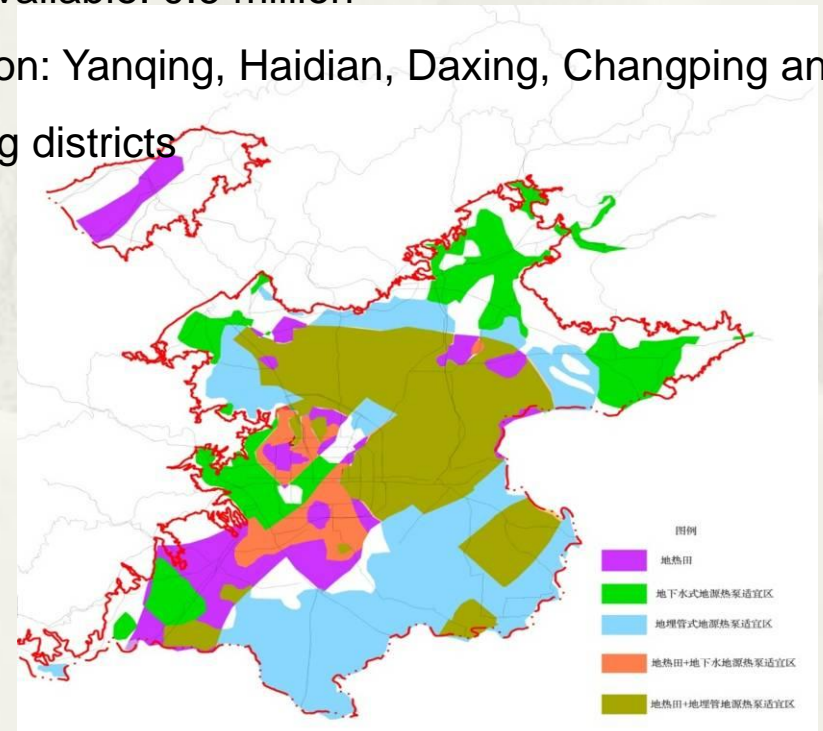 on: Yanqing, Haidian, Daxing, Changping an
g districts
图例
地热田
地下水式地源热泵适宜区
地埋管式地源热泵适宜区
地热田+地下水地源热泵适宜区
地热田+地埋管地源热泵适宜区